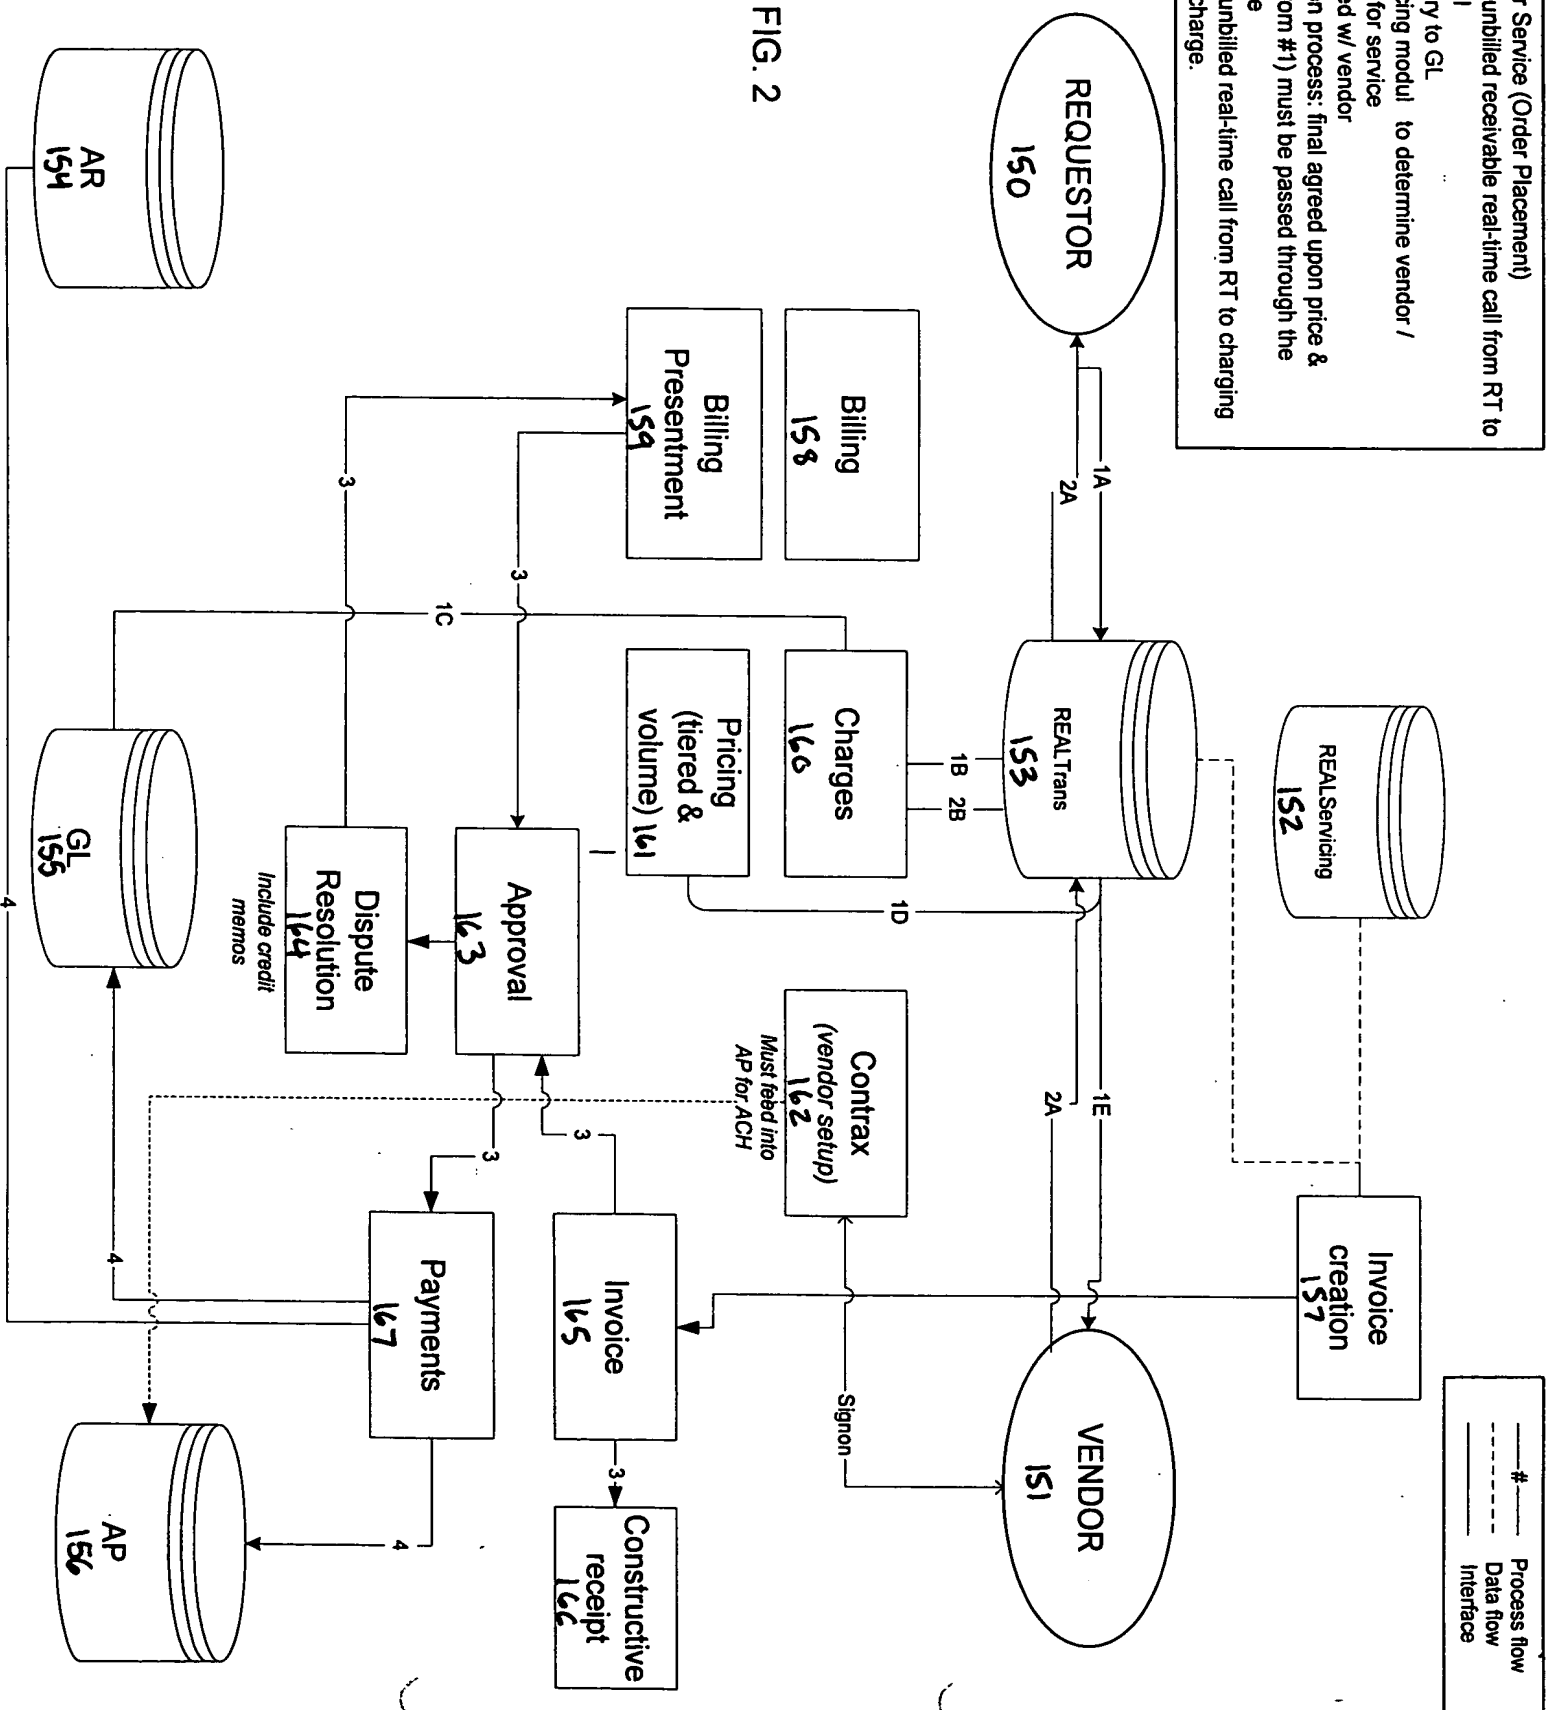 r Service (Order Placement)
unbilled receivable real-time call from RT to
l
ry to GL
cing modul to determine vendor /
for service
ed w/ vendor
n process: final agreed upon price &
rom #1) must be passed through the
e
unbilled real-time call from RT to charging
charge.
—#— Process flow
Data flow
Interface
REALServicing
152
Invoice
creation
157
REQUESTOR
150
1A
2A
REALTrans
153
1E
2A
VENDOR
151
1B
2B
1D
Signon
Billing
158
Charges
160
Contrax
(vendor setup)
162
Must feed into
AP for ACH
FIG. 2
Billing
Presentment
159
Pricing
(tiered &
volume) 161
Invoice
165
3
Constructive
receipt
166
3
3
Approval
163
3
1C
3
Dispute
Resolution
164
Include credit
memos
Payments
167
4
4
4
AR
154
GL
155
AP
156